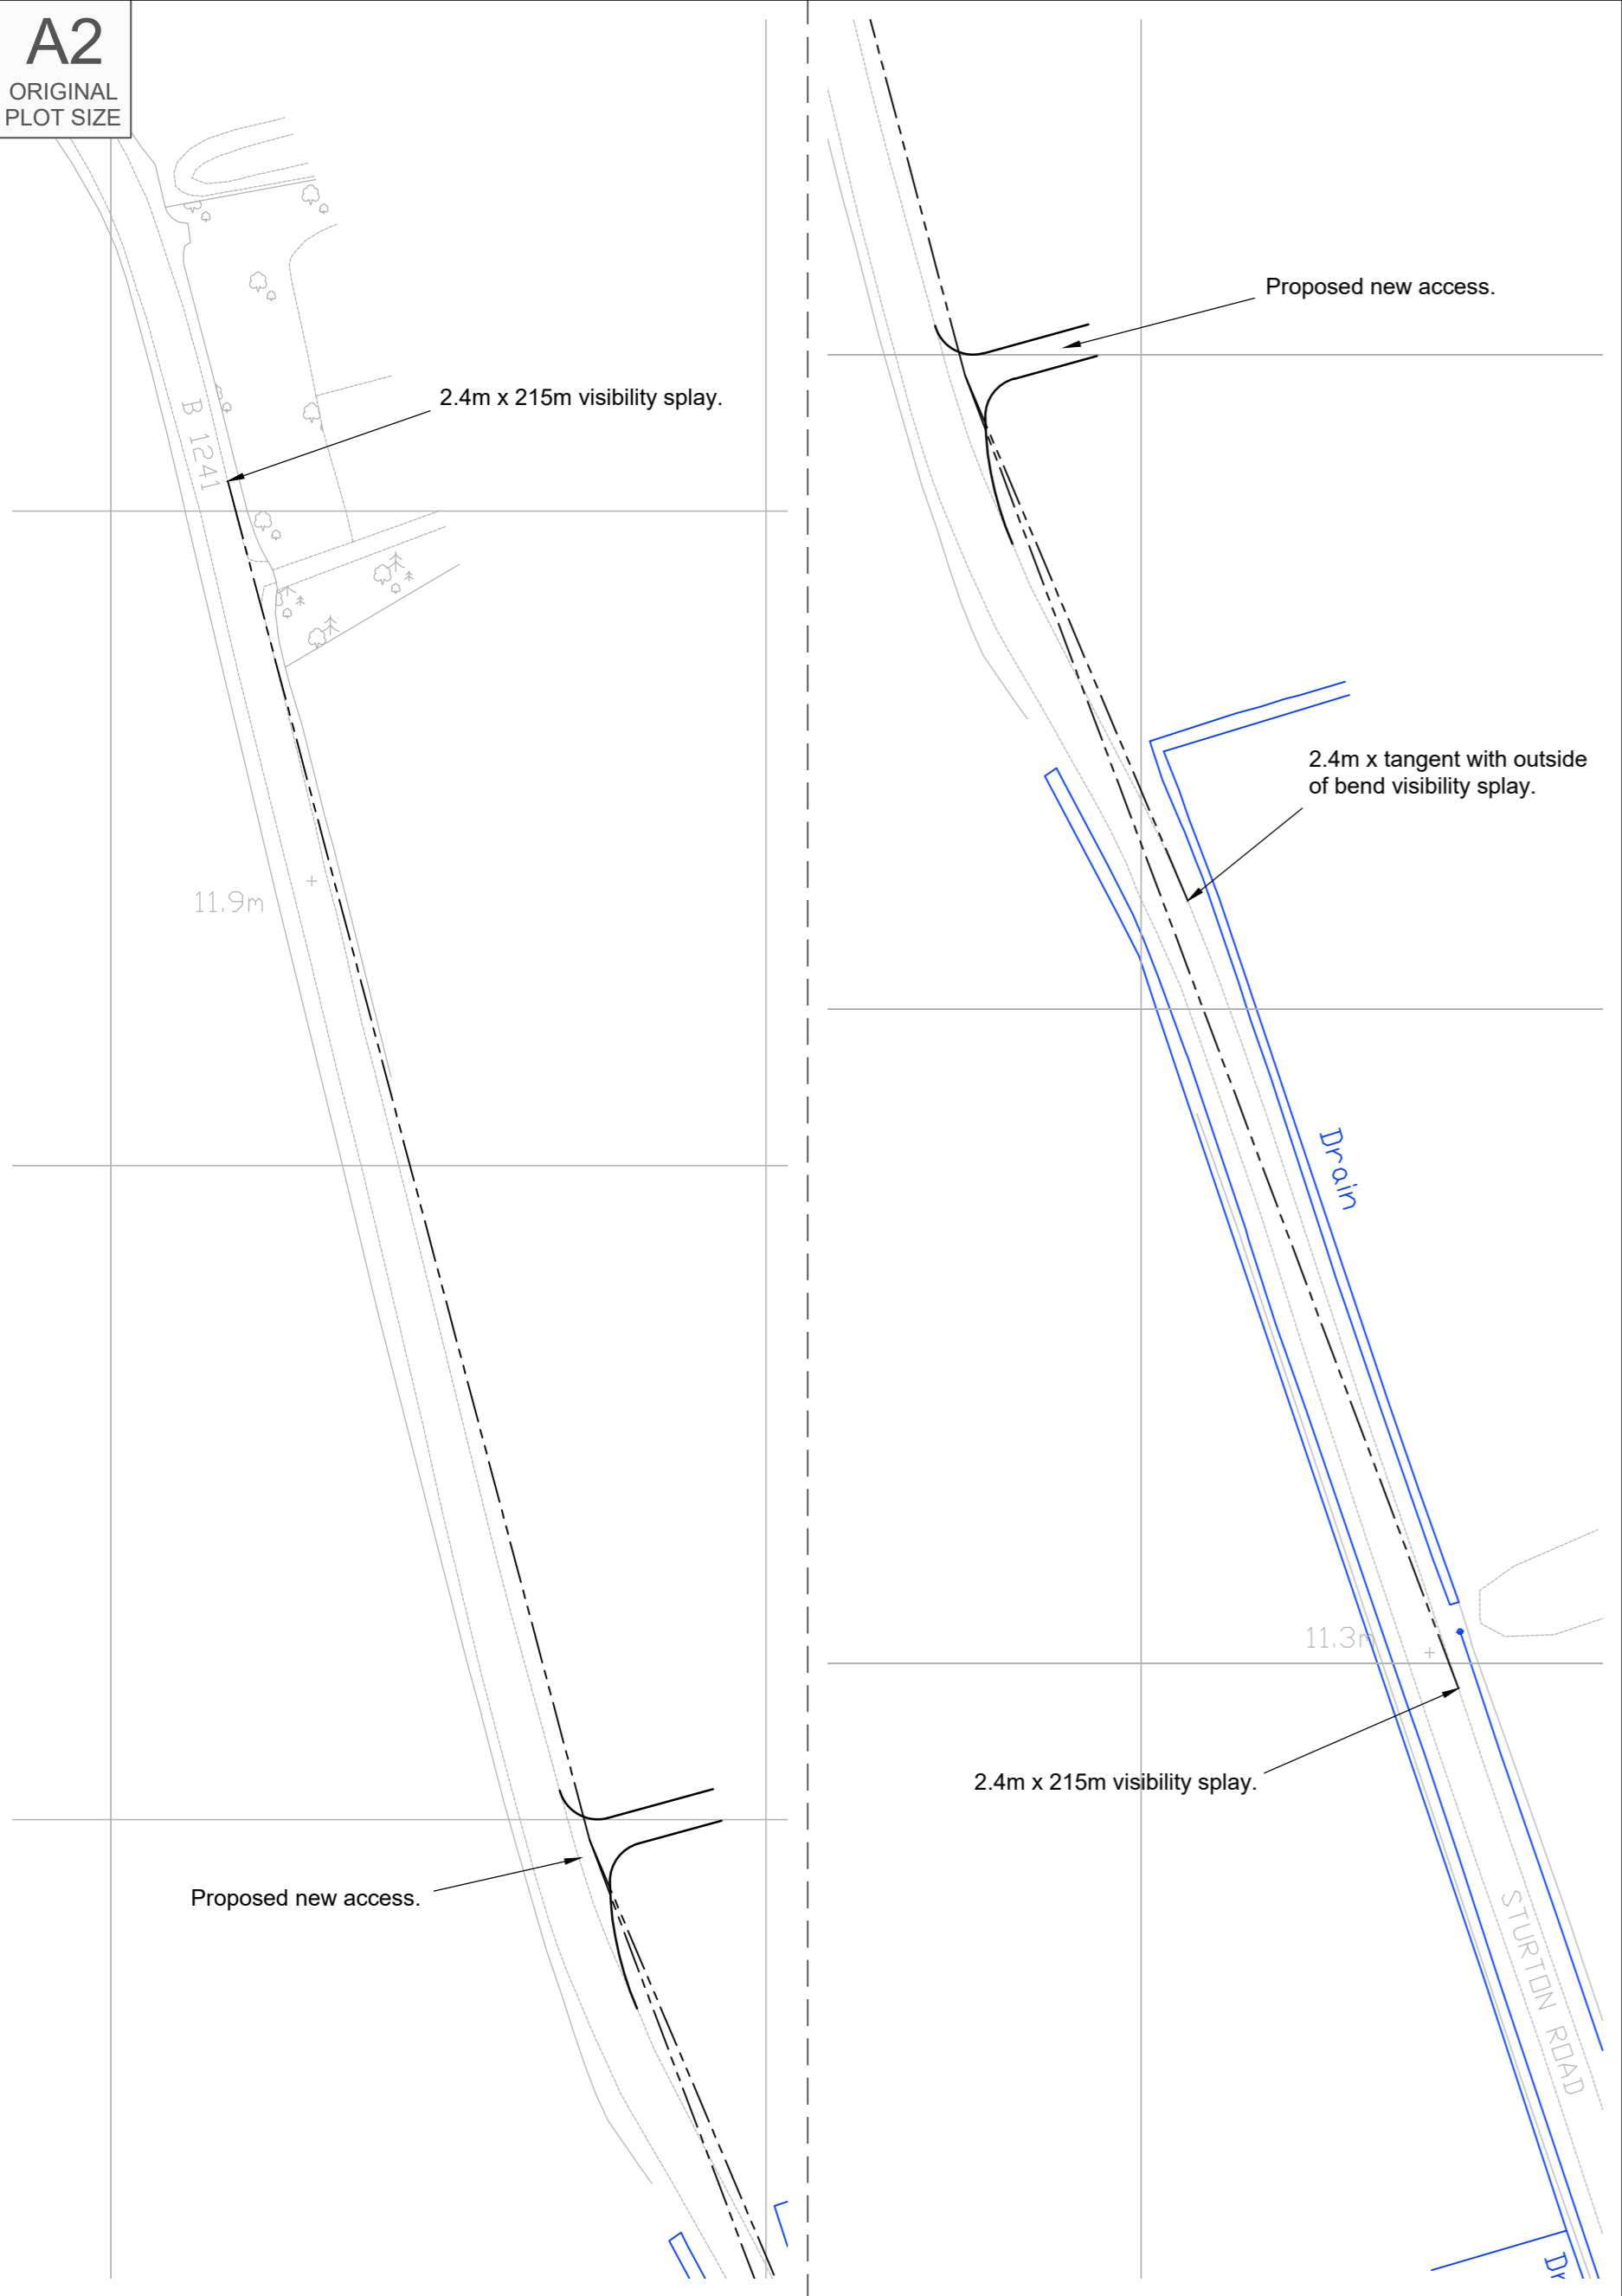 A2
ORIGINAL
PLOT SIZE
B 1241
2.4m x 215m visibility splay.
11.9m
Proposed new access.
Proposed new access.
2.4m x tangent with outside
of bend visibility splay.
Drain
11.3m
2.4m x 215m visibility splay.
STURTON ROAD
Dr